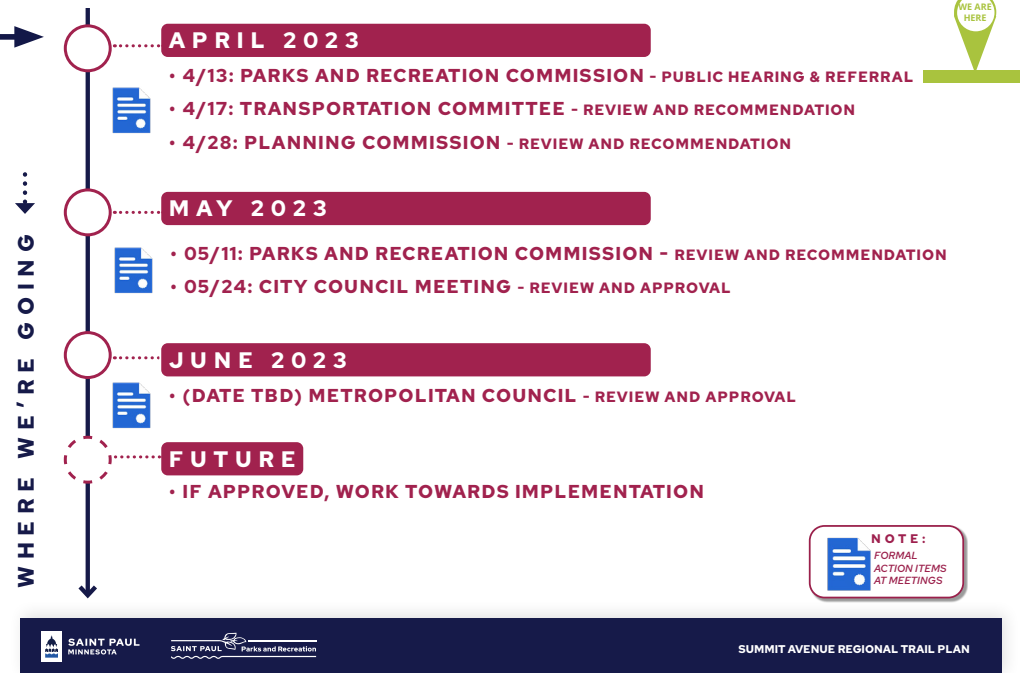 WE ARE
HERE
APRIL 2023
• 4/13: PARKS AND RECREATION COMMISSION - PUBLIC HEARING & REFERRAL
• 4/17: TRANSPORTATION COMMITTEE - REVIEW AND RECOMMENDATION
• 4/28: PLANNING COMMISSION - REVIEW AND RECOMMENDATION
MAY 2023
• 05/11: PARKS AND RECREATION COMMISSION - REVIEW AND RECOMMENDATION
• 05/24: CITY COUNCIL MEETING - REVIEW AND APPROVAL
JUNE 2023
• (DATE TBD) METROPOLITAN COUNCIL - REVIEW AND APPROVAL
FUTURE
• IF APPROVED, WORK TOWARDS IMPLEMENTATION
WHERE WE'RE GOING
NOTE:
FORMAL
ACTION ITEMS
AT MEETINGS
SAINT PAUL
MINNESOTA
SAINT PAUL Parks and Recreation
SUMMIT AVENUE REGIONAL TRAIL PLAN